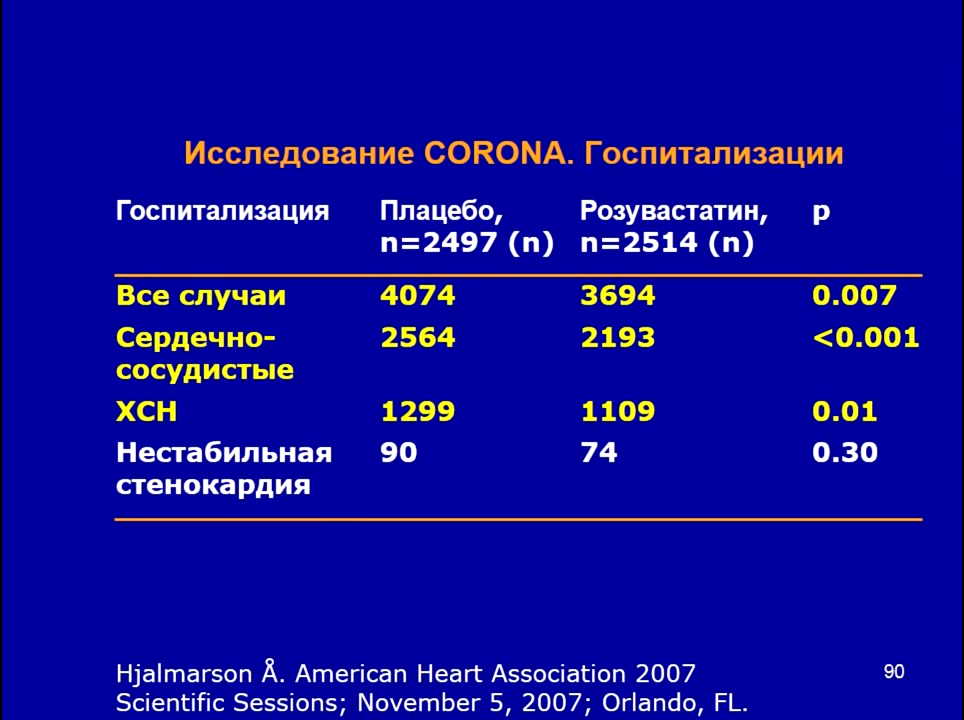 Исследование CORONA. Госпитализации
Госпитализация Плацебо, Розувастатин, p
n=2497 (n) n=2514 (n)
Все случаи 4074 3694 0.007
Сердечно- 2564 2193 <0.001
сосудистые
ХСН 1299 1109 0.01
Нестабильная 90 74 0.30
стенокардия
Hjalmarson Å. American Heart Association 2007 90
Scientific Sessions; November 5, 2007; Orlando, FL.